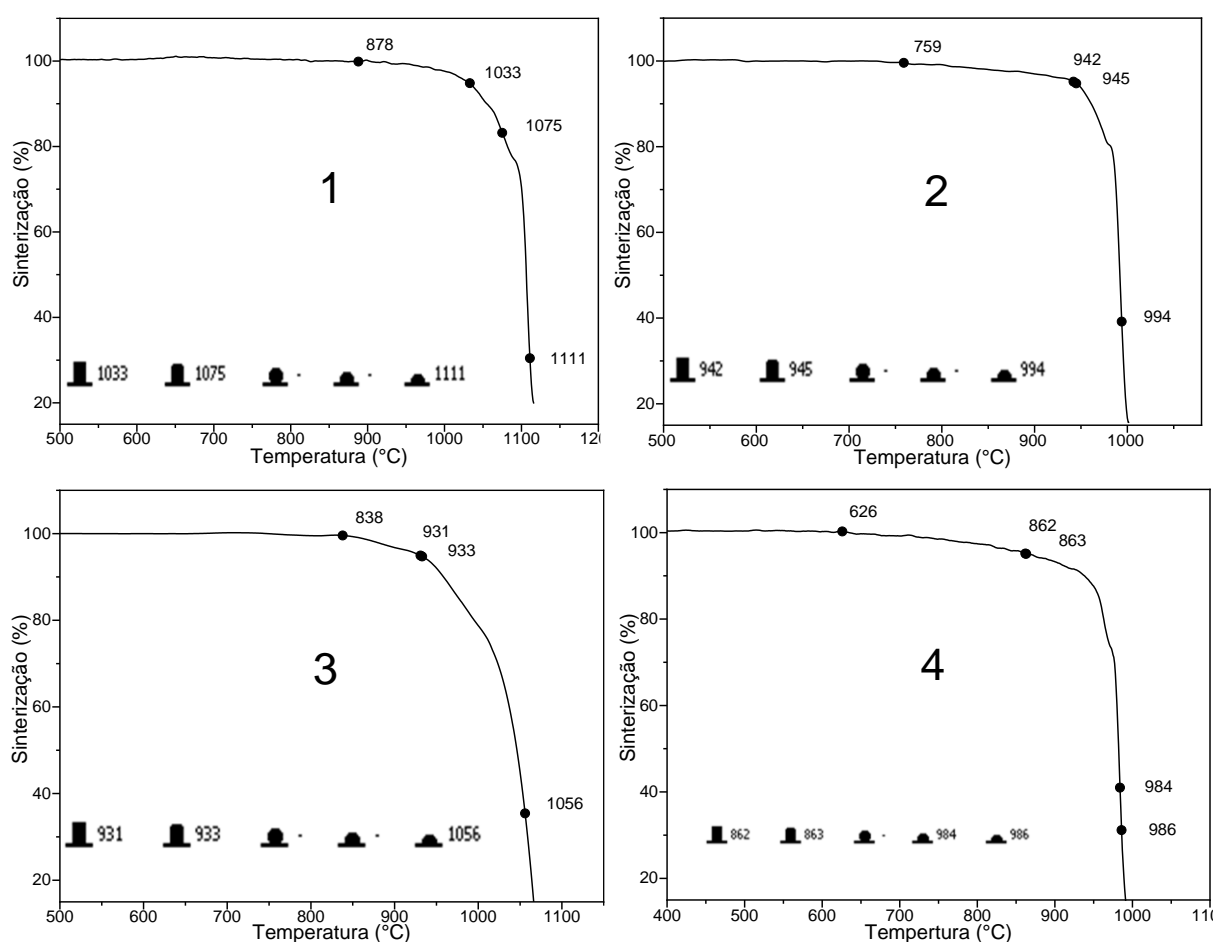 100
80
60
40
20
Sinterização (%)
878
1033
1075
1111
1
1033 1075 - - 1111
500 600 700 800 900 1000 1100 120
Temperatura (°C)
100
80
60
40
20
Sinterização (%)
759
942
945
994
2
942 945 - - 994
500 600 700 800 900 1000
Temperatura (°C)
100
80
60
40
20
Sinterização (%)
838
931
933
1056
3
931 933 - - 1056
500 600 700 800 900 1000 1100
Temperatura (°C)
100
80
60
40
20
Sinterização (%)
626
862
863
984
986
4
862 863 - 984 986
400 500 600 700 800 900 1000 110
Tempertura (°C)